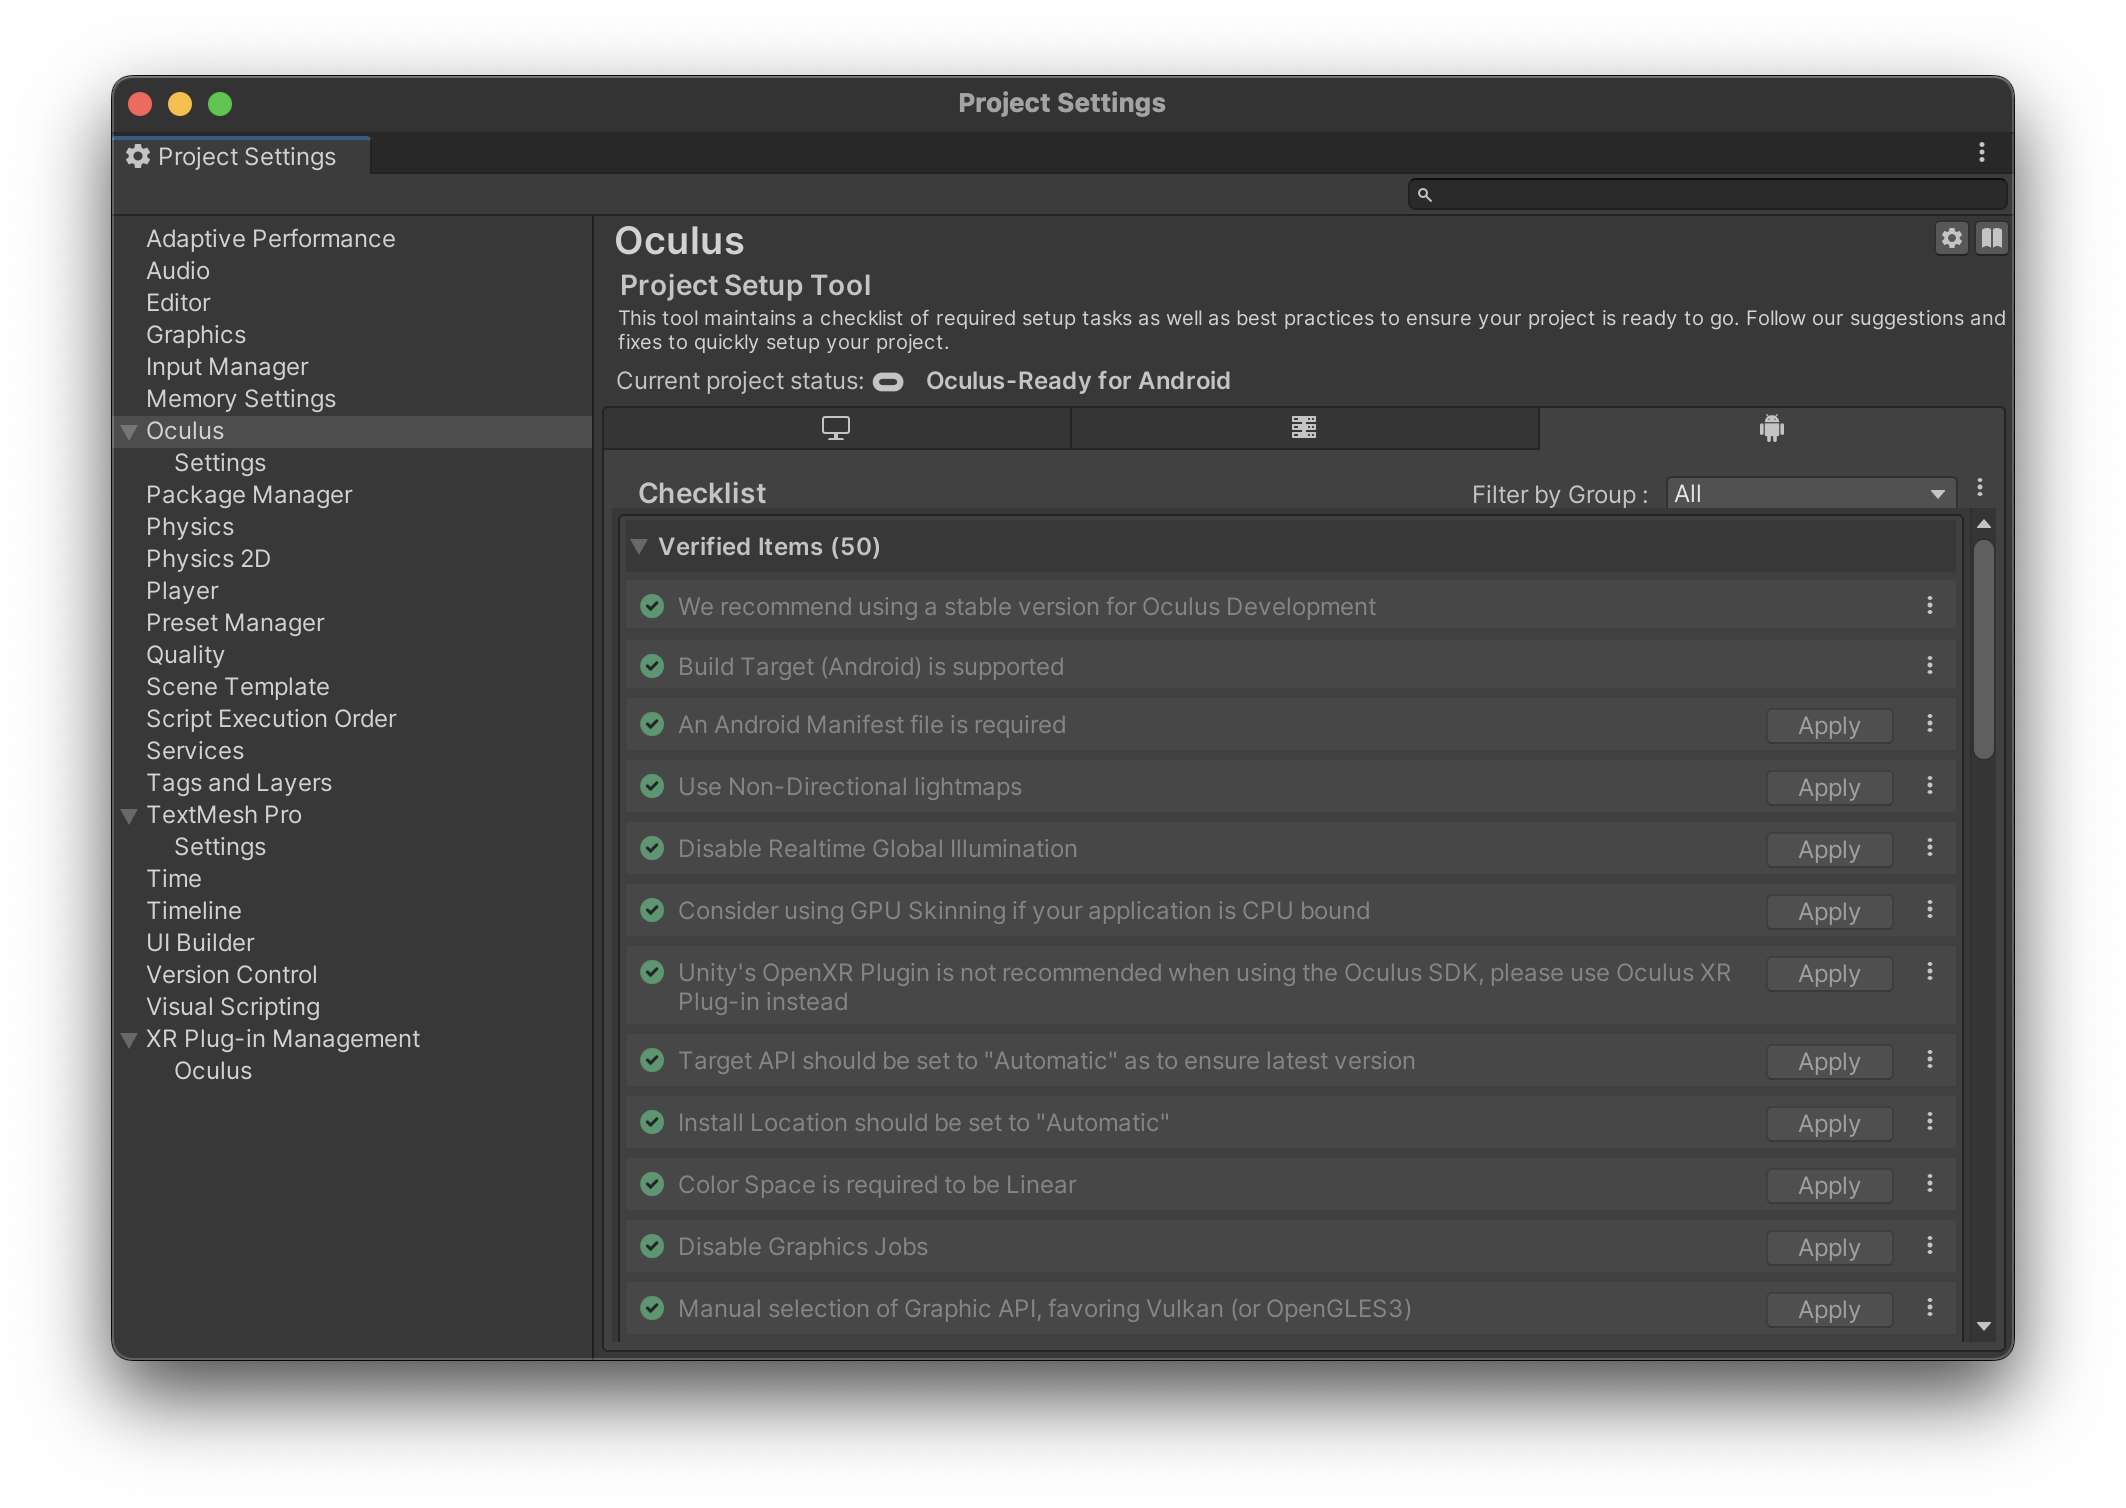 Project Settings
Project Settings
Adaptive Performance
Audio
Editor
Graphics
Input Manager
Memory Settings
Oculus
Settings
Package Manager
Physics
Physics 2D
Player
Preset Manager
Quality
Scene Template
Script Execution Order
Services
Tags and Layers
TextMesh Pro
Settings
Time
Timeline
UI Builder
Version Control
Visual Scripting
XR Plug-in Management
Oculus
Oculus
Project Setup Tool
This tool maintains a checklist of required setup tasks as well as best practices to ensure your project is ready to go. Follow our suggestions and
fixes to quickly setup your project.
Current project status: Oculus-Ready for Android
Checklist Filter by Group : All
Verified Items (50)
We recommend using a stable version for Oculus Development
Build Target (Android) is supported
An Android Manifest file is required Apply
Use Non-Directional lightmaps Apply
Disable Realtime Global Illumination Apply
Consider using GPU Skinning if your application is CPU bound Apply
Unity's OpenXR Plugin is not recommended when using the Oculus SDK, please use Oculus XR Apply
Plug-in instead
Target API should be set to "Automatic" as to ensure latest version Apply
Install Location should be set to "Automatic" Apply
Color Space is required to be Linear Apply
Disable Graphics Jobs Apply
Manual selection of Graphic API, favoring Vulkan (or OpenGLES3) Apply